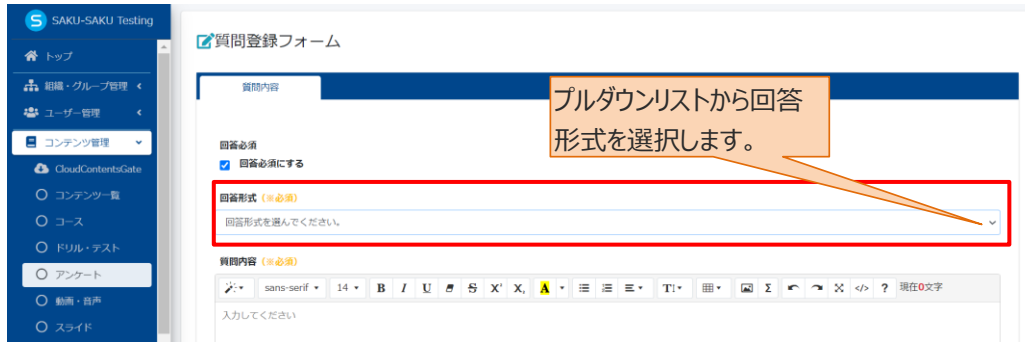 SAKU-SAKU Testing
トップ
組織・グループ管理
ユーザー管理
コンテンツ管理
CloudContentsGate
コンテンツ一覧
コース
ドリル・テスト
アンケート
動画・音声
スライド
質問登録フォーム
質問内容
プルダウンリストから回答
形式を選択します。
回答必須
回答必須にする
回答形式（※必須）
回答形式を選んでください。
質問内容（※必須）
sans-serif 14 B I U S X² X₂ A TI Σ </> ? 現在0文字
入力してください